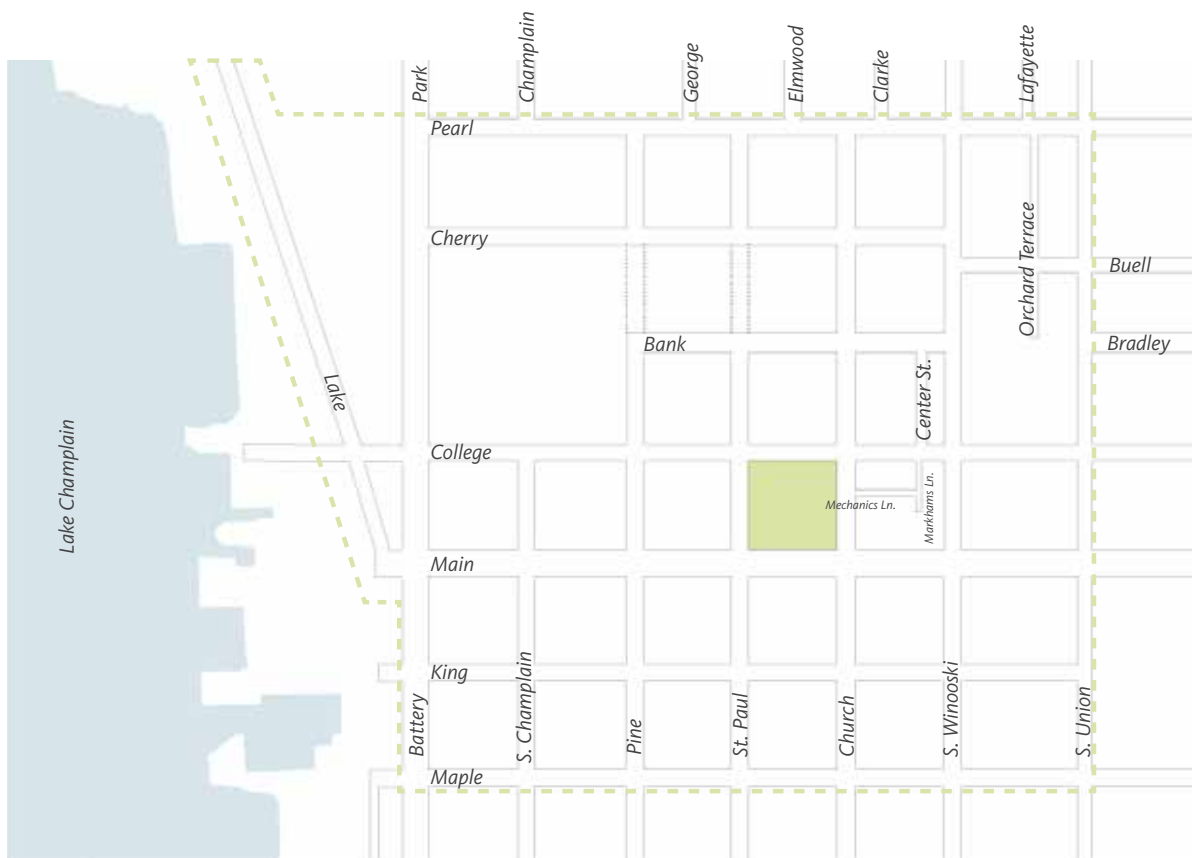 Park
Champlain
George
Elmwood
Clarke
Lafayette
Pearl
Cherry
Orchard Terrace
Buell
Bank
Bradley
Lake
Center St.
College
Lake Champlain
Mechanics Ln.
Markhams Ln.
Main
King
Battery
S. Champlain
Pine
St. Paul
Church
S. Winooski
S. Union
Maple